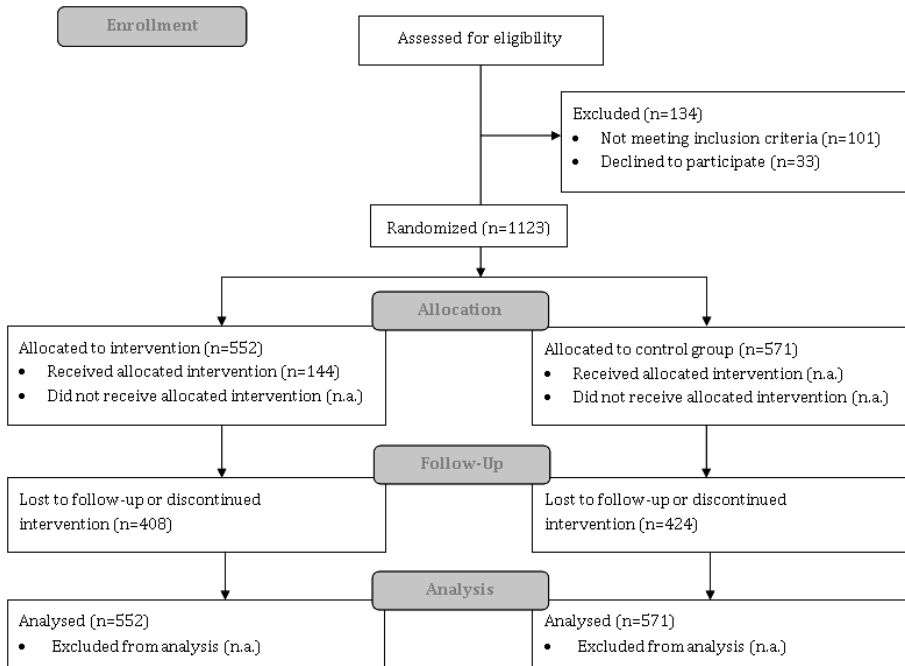 Enrollment
Assessed for eligibility
Excluded (n=134)
• Not meeting inclusion criteria (n=101)
• Declined to participate (n=33)
Randomized (n=1123)
Allocation
Allocated to intervention (n=552)
• Received allocated intervention (n=144)
• Did not receive allocated intervention (n.a.)
Allocated to control group (n=571)
• Received allocated intervention (n.a.)
• Did not receive allocated intervention (n.a.)
Follow-Up
Lost to follow-up or discontinued
intervention (n=408)
Lost to follow-up or discontinued
intervention (n=424)
Analysis
Analysed (n=552)
• Excluded from analysis (n.a.)
Analysed (n=571)
• Excluded from analysis (n.a.)